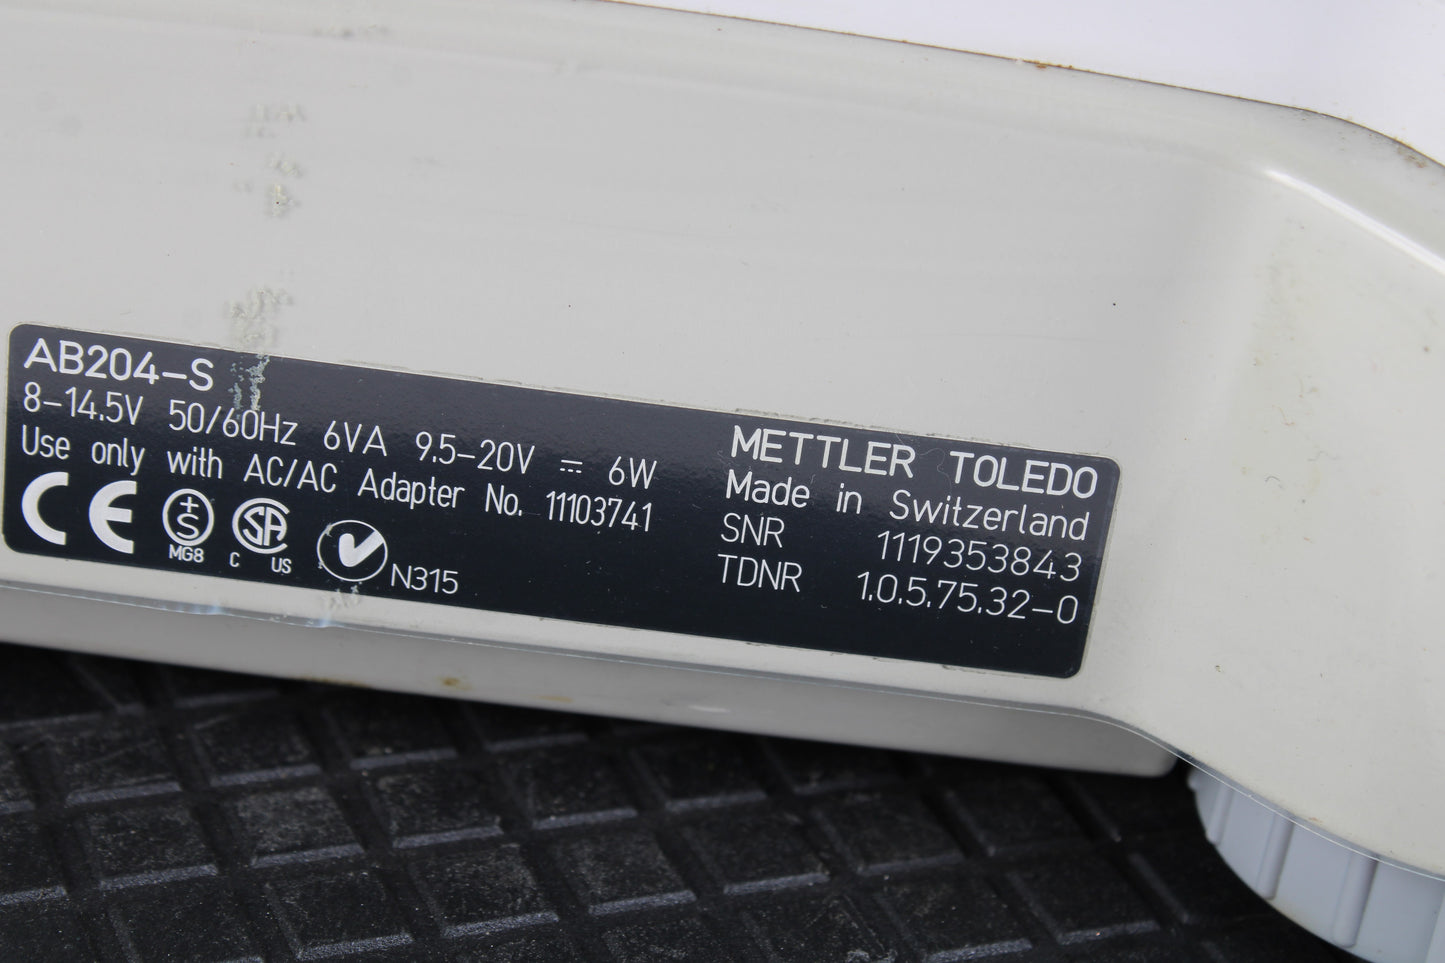 AB204-S
8-14.5V 50/60Hz 6VA 9.5-20V ⎓ 6W
Use only with AC/AC Adapter No. 11103741
CE S MG8 C SA US N315
METTLER TOLEDO
Made in Switzerland
SNR 1119353843
TDNR 1.0.5.75.32-0